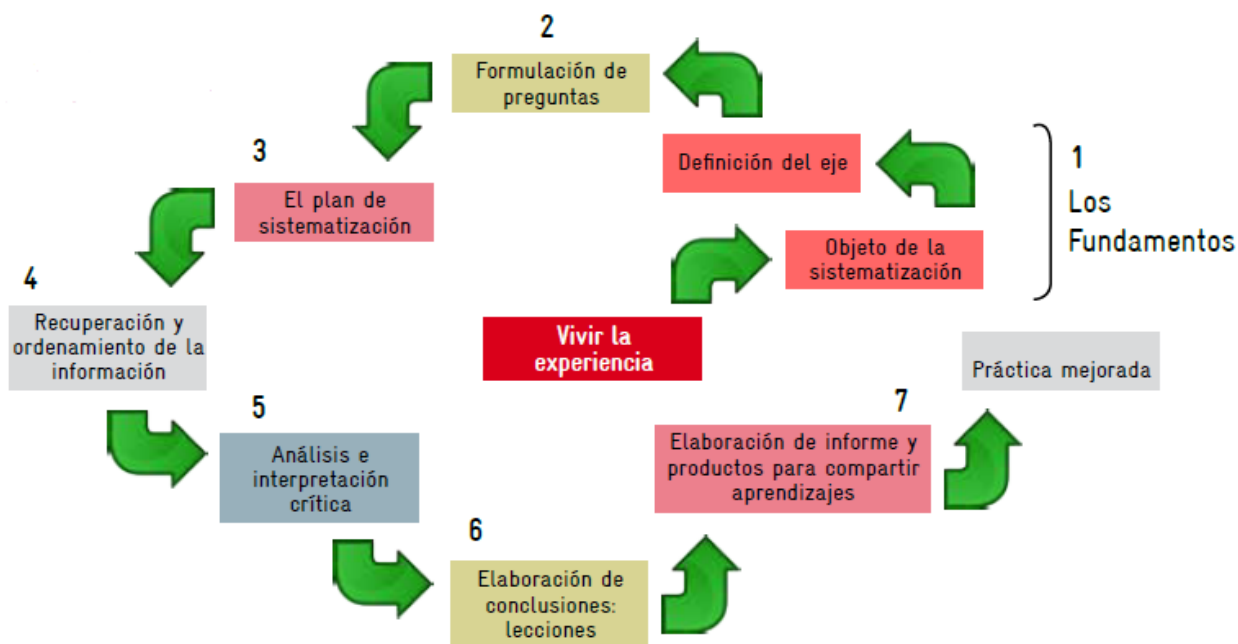 2
Formulación de
preguntas
1
Los
Fundamentos
Definición del eje
Objeto de la
sistematización
Vivir la
experiencia
3
El plan de
sistematización
4
Recuperación y
ordenamiento de la
información
5
Análisis e
interpretación
crítica
6
Elaboración de
conclusiones:
lecciones
7
Elaboración de informe y
productos para compartir
aprendizajes
Práctica mejorada